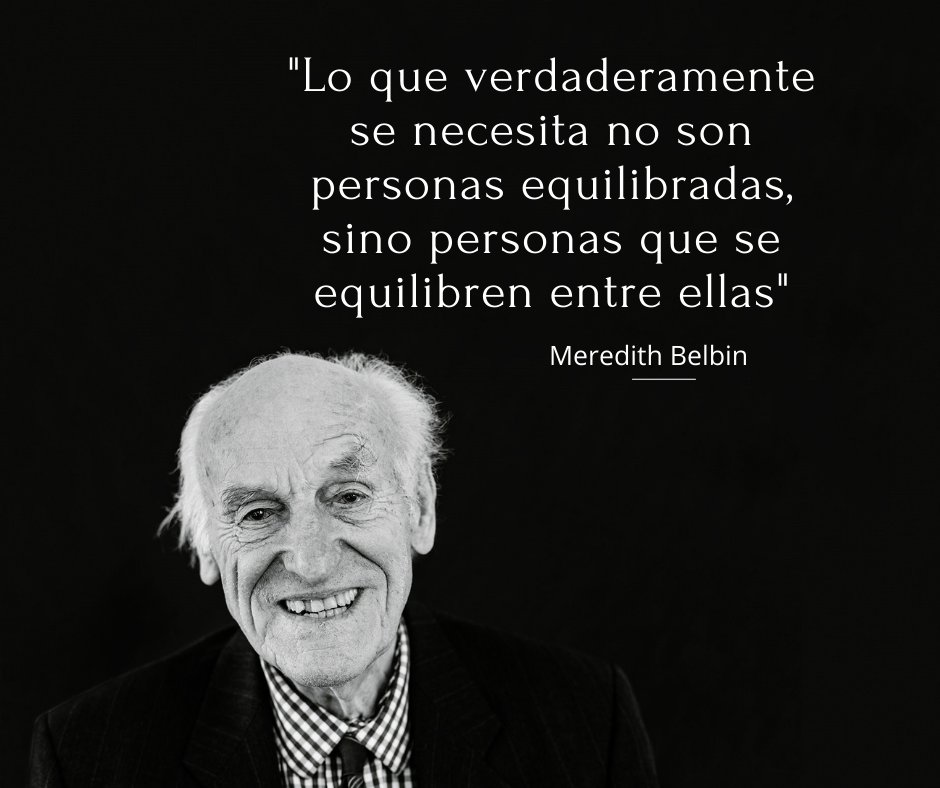 "Lo que verdaderamente
se necesita no son
personas equilibradas,
sino personas que se
equilibren entre ellas"
Meredith Belbin